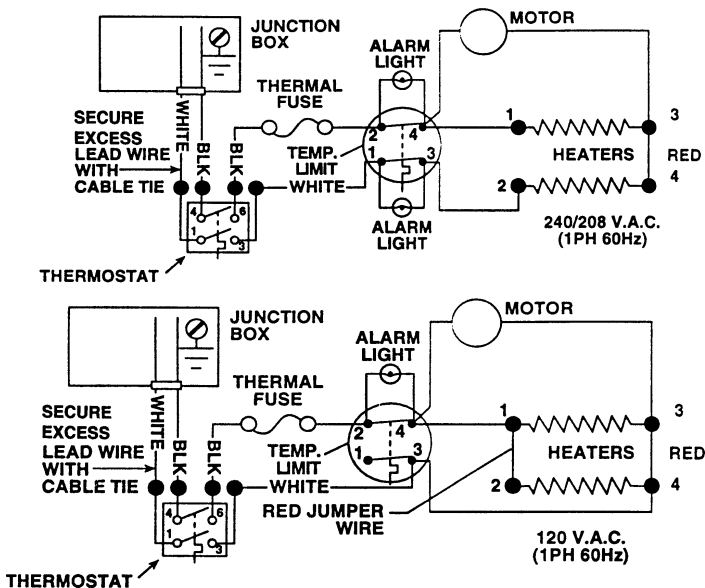 MOTOR
JUNCTION
BOX
ALARM
LIGHT
THERMAL
FUSE
SECURE
EXCESS
LEAD WIRE
WITH
CABLE TIE
WHITE
BLK
BLK
2
4
1
3
TEMP.
LIMIT
WHITE
1
3
HEATERS
RED
2
4
ALARM
LIGHT
240/208 V.A.C.
(1PH 60Hz)
4
6
1
3
THERMOSTAT
MOTOR
JUNCTION
BOX
ALARM
LIGHT
THERMAL
FUSE
SECURE
EXCESS
LEAD WIRE
WITH
CABLE TIE
WHITE
BLK
BLK
2
4
1
3
TEMP.
LIMIT
WHITE
1
3
HEATERS
RED
2
4
RED JUMPER
WIRE
120 V.A.C.
(1PH 60Hz)
4
6
1
3
THERMOSTAT